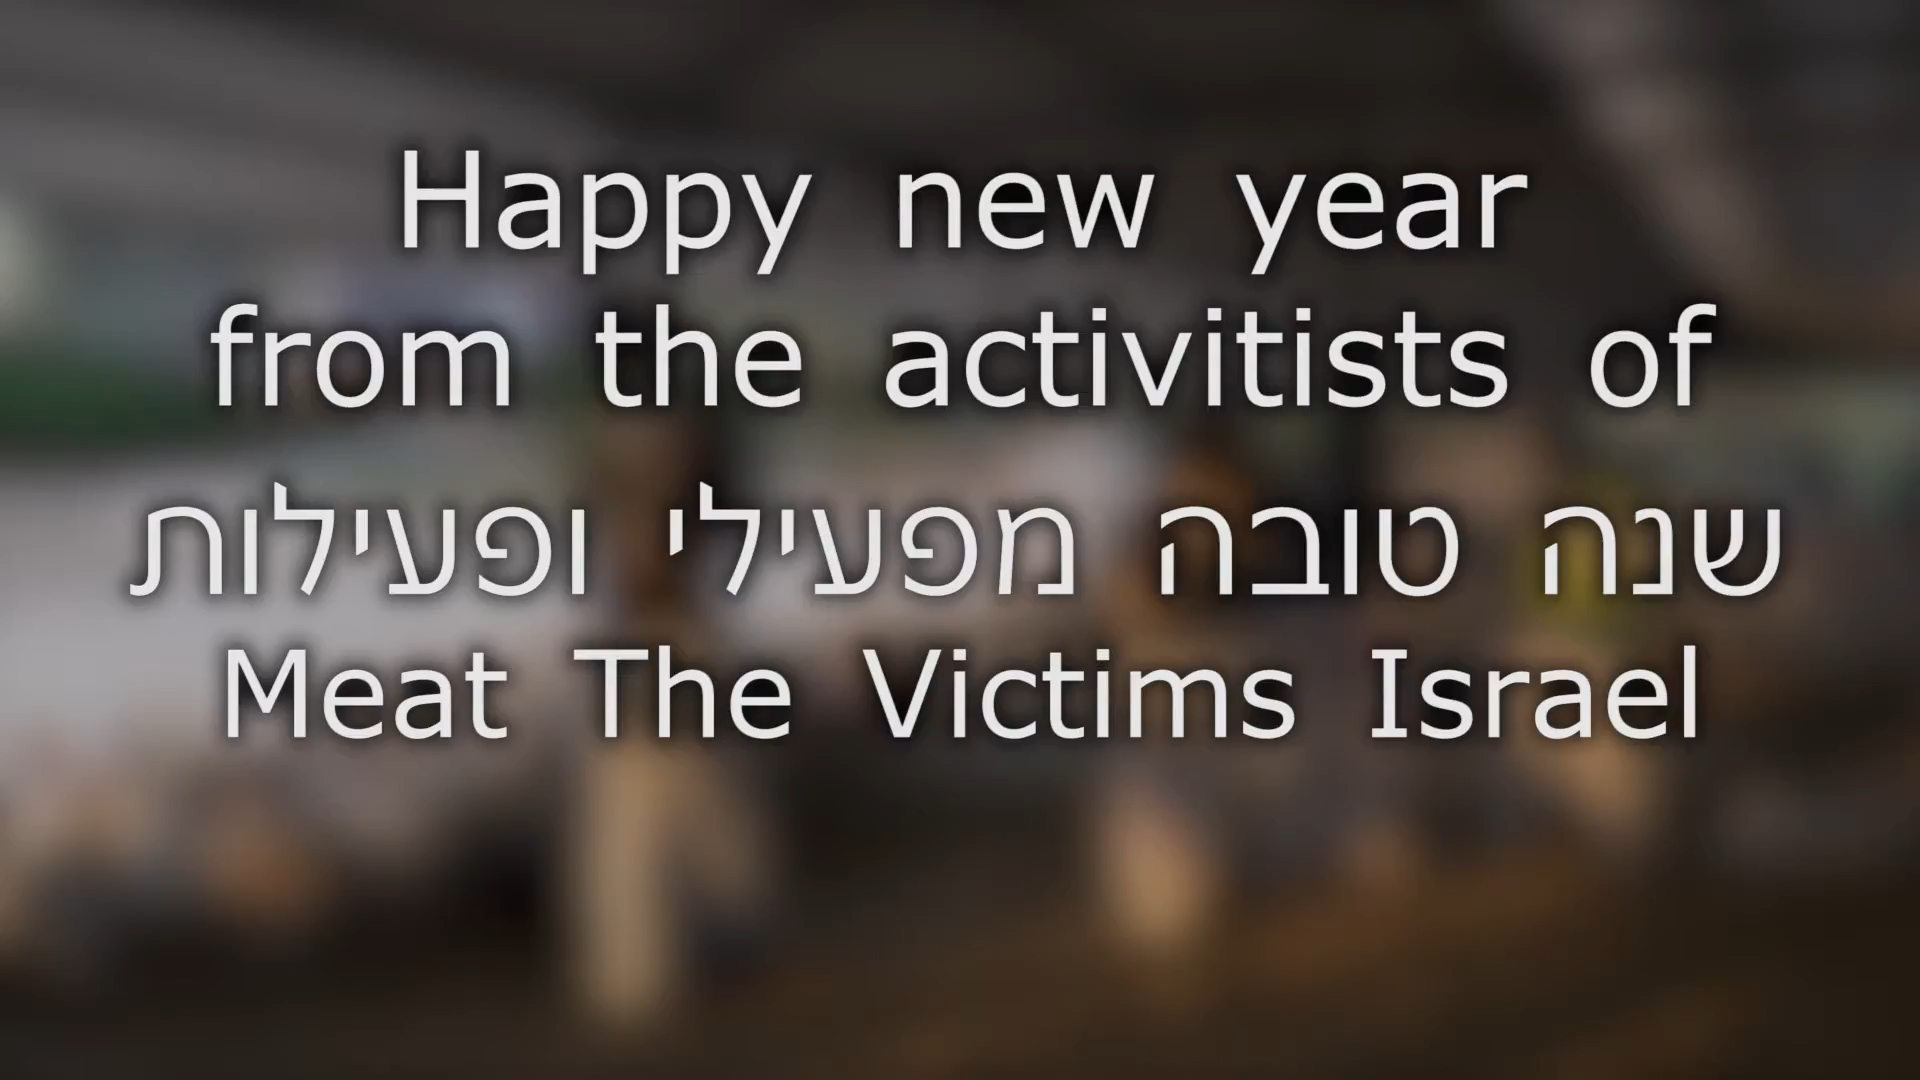 Happy new year
from the activitists of
שנה טובה מפעילי ופעילות
Meat The Victims Israel